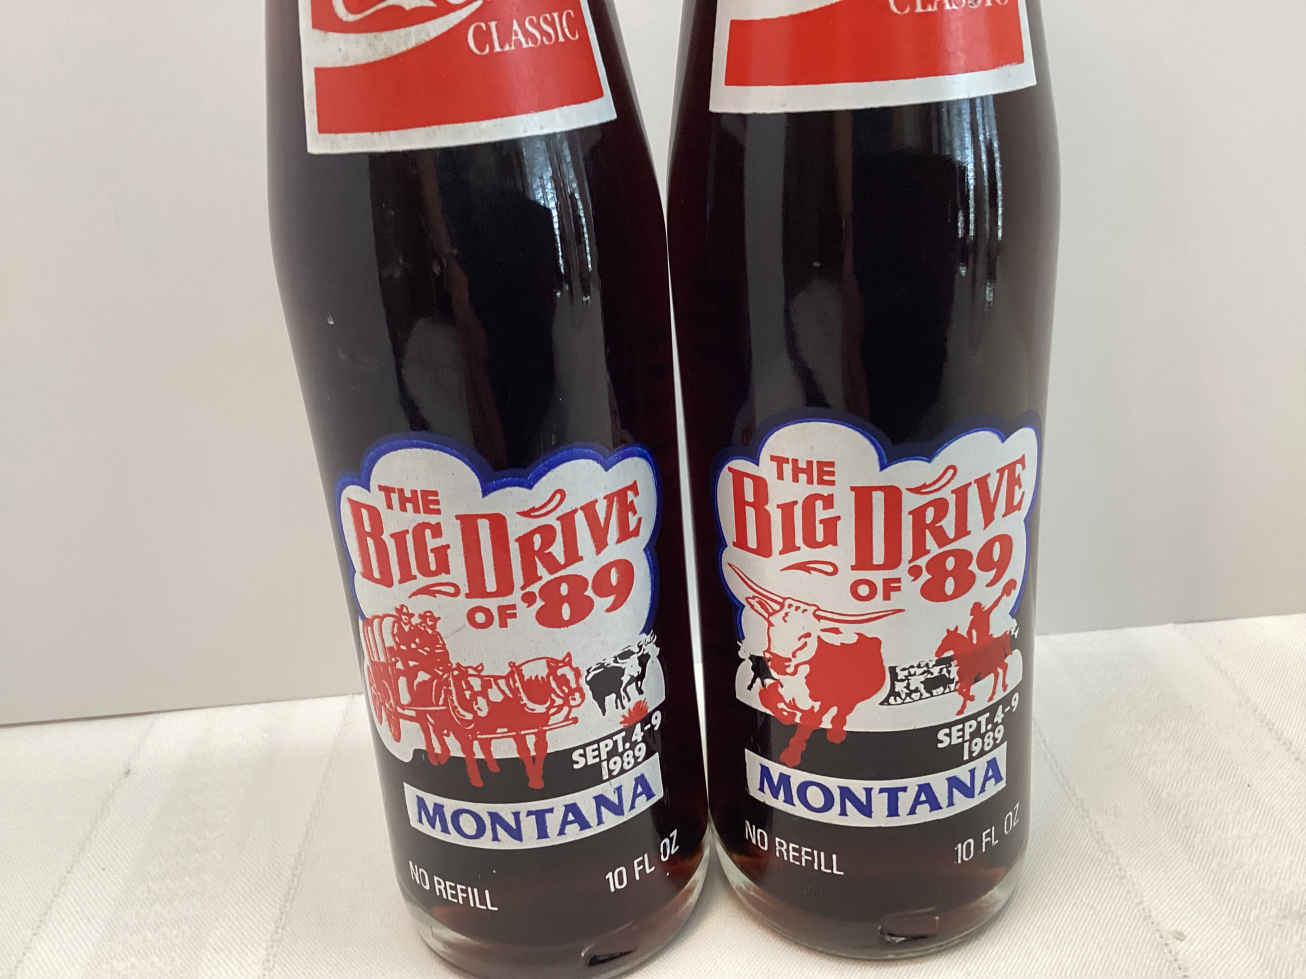 CLASSIC
THE
BIG DRIVE
OF '89
SEPT. 4-9
1989
MONTANA
NO REFILL
10 FL OZ
CLASSIC
THE
BIG DRIVE
OF '89
SEPT. 4-9
1989
MONTANA
NO REFILL
10 FL OZ